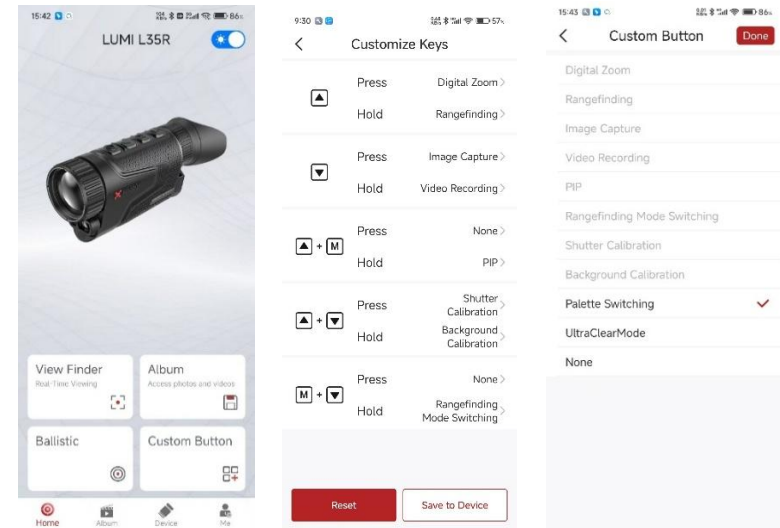 15:42
86%
LUMI L35R
View Finder
Real-Time Viewing
Album
Access photos and videos
Ballistic
Custom Button
Home
Album
Device
Me
9:30
57%
Customize Keys
Press Digital Zoom >
Hold Rangefinding >
Press Image Capture >
Hold Video Recording >
Press None >
+ M
Hold PIP >
Press Shutter Calibration >
+
Hold Background Calibration >
Press None >
M +
Hold Rangefinding Mode Switching >
Reset
Save to Device
15:43
86%
Custom Button
Done
Digital Zoom
Rangefinding
Image Capture
Video Recording
PIP
Rangefinding Mode Switching
Shutter Calibration
Background Calibration
Palette Switching
UltraClearMode
None